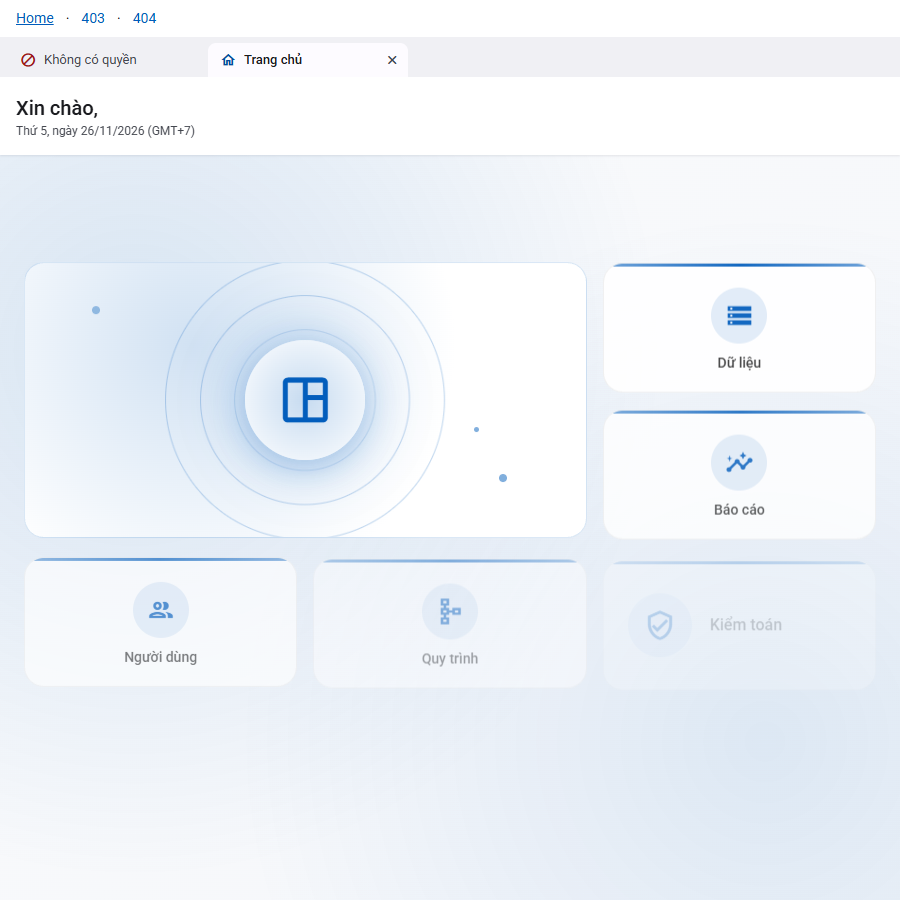 Home · 403 · 404
Không có quyền
Trang chủ
Xin chào,
Thứ 5, ngày 26/11/2026 (GMT+7)
Dữ liệu
Báo cáo
Người dùng
Quy trình
Kiểm toán